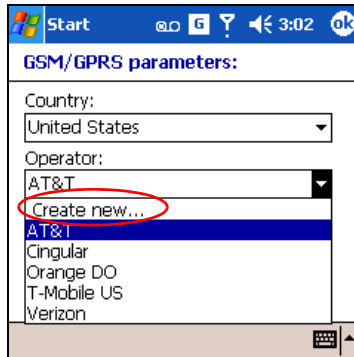 Start G 3:02 ok
GSM/GPRS parameters:
Country:
United States
Operator:
AT&T
Create new...
AT&T
Cingular
Orange DO
T-Mobile US
Verizon